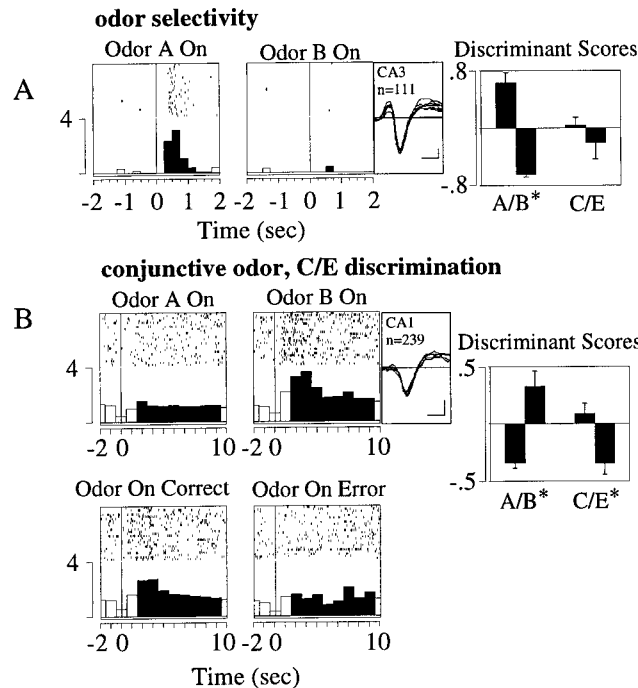 odor selectivity
A
Odor A On
Odor B On
CA3
n=111
Discriminant Scores
4
.8
-.8
-2 -1 0 1 2
-2 -1 0 1 2
A/B* C/E
Time (sec)
conjunctive odor, C/E discrimination
B
Odor A On
Odor B On
CA1
n=239
Discriminant Scores
4
.5
-.5
-2 0 10
-2 0 10
A/B* C/E*
Odor On Correct
Odor On Error
4
-2 0 10
-2 0 10
Time (sec)